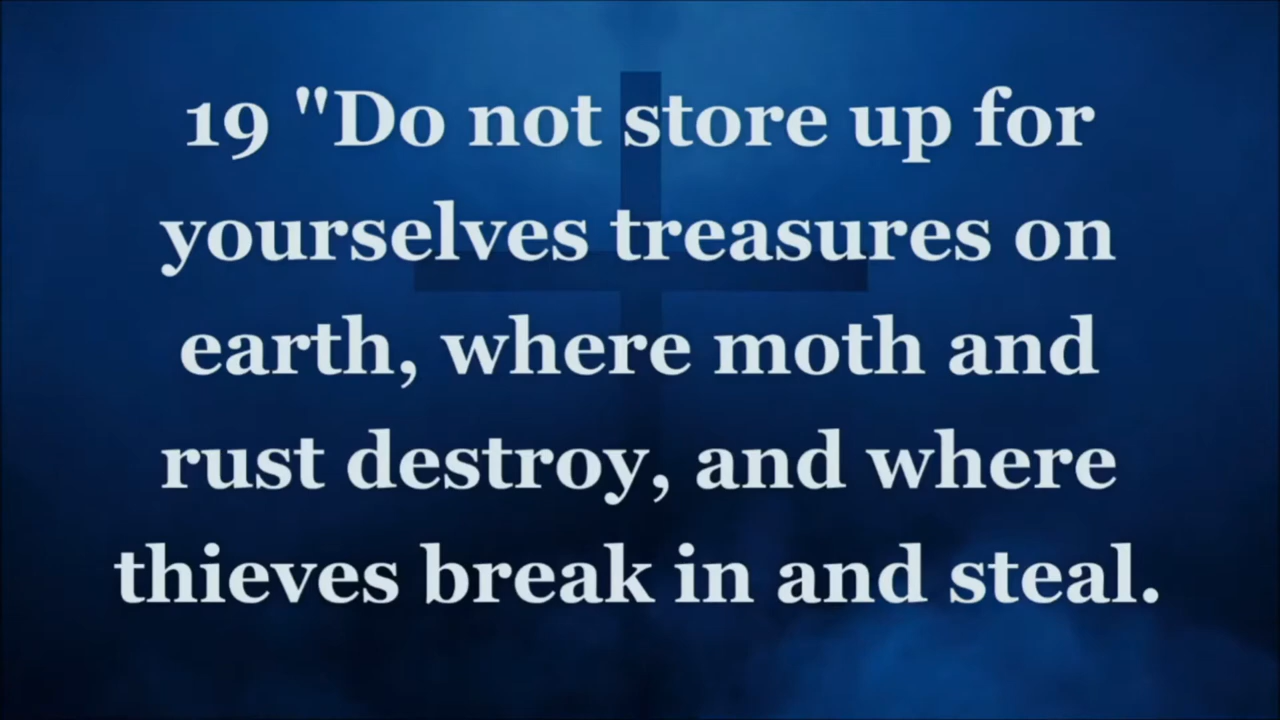 19 "Do not store up for
yourselves treasures on
earth, where moth and
rust destroy, and where
thieves break in and steal.